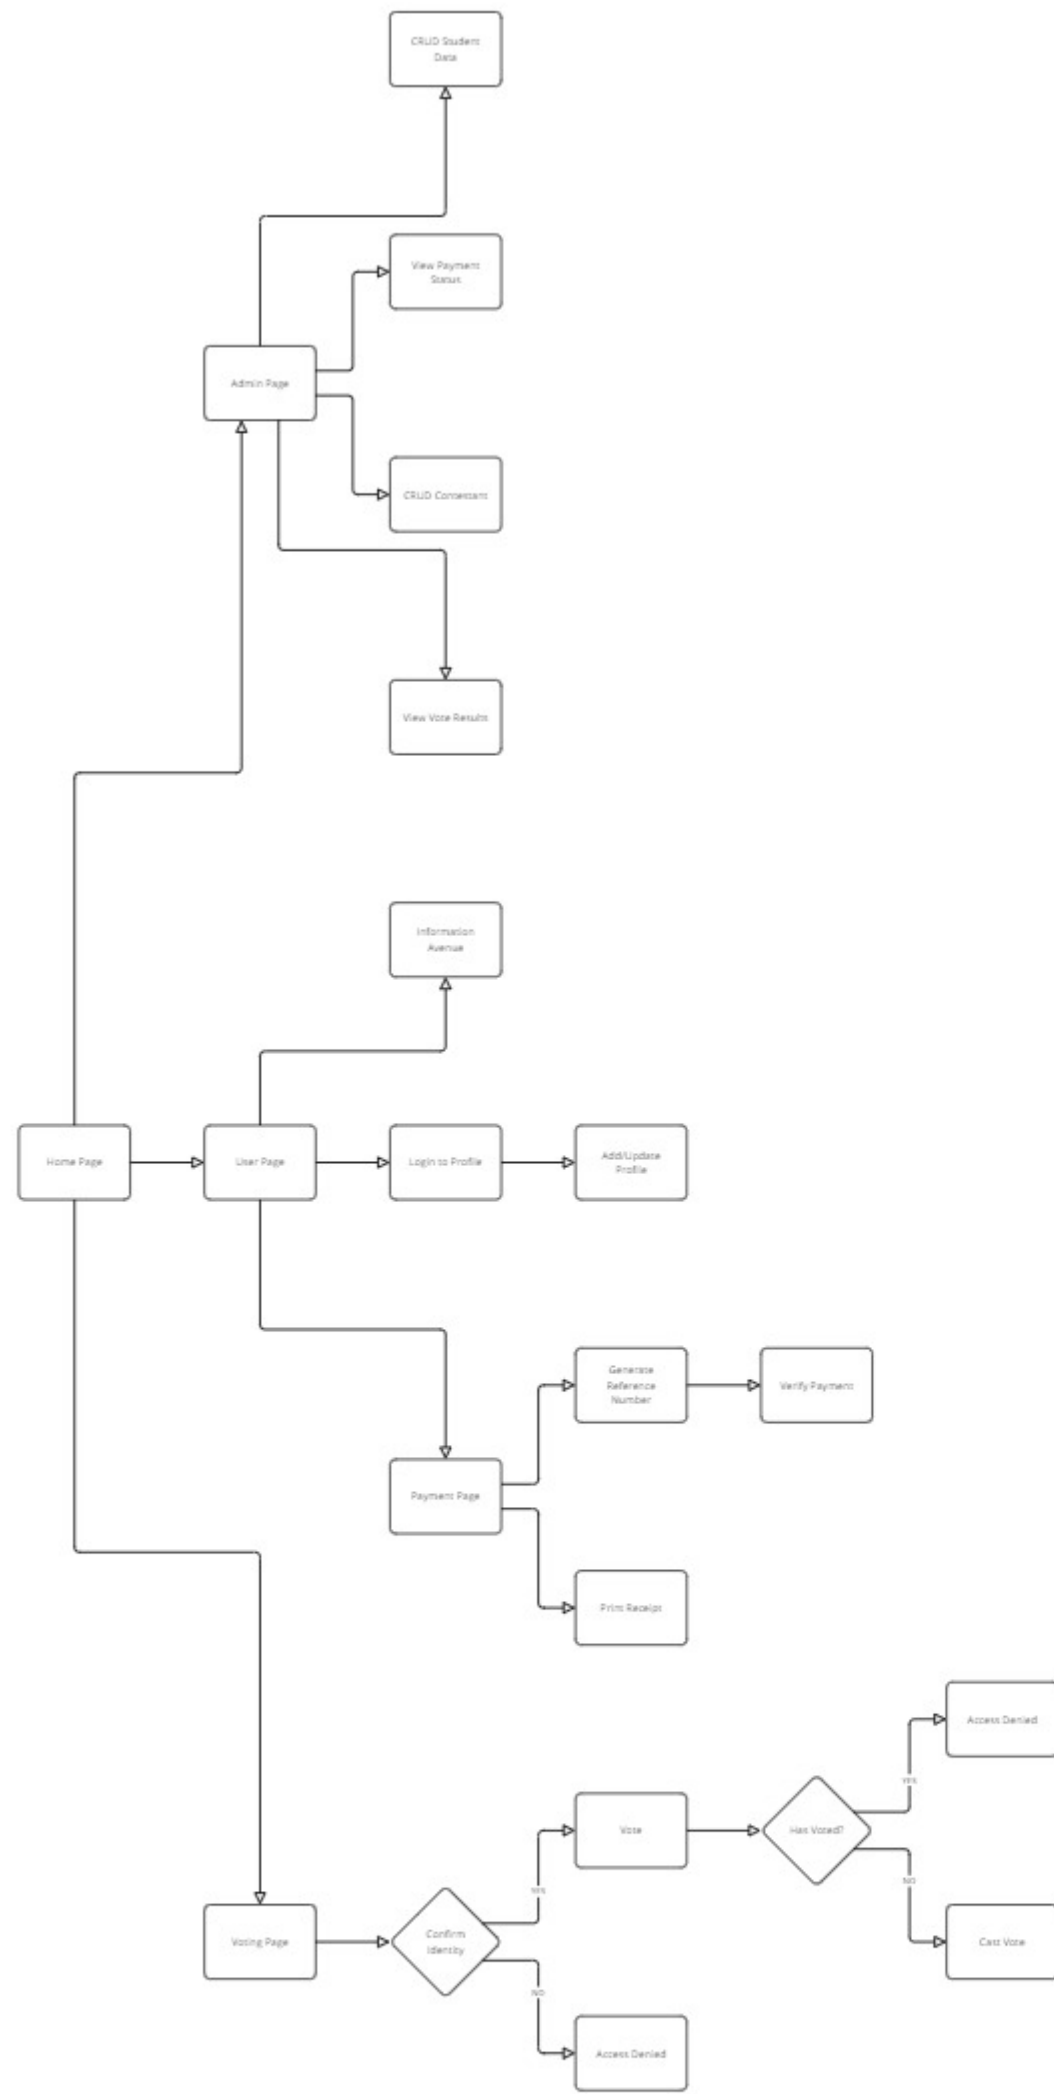 CRUD Student
Data
View Payment
Status
Admin Page
CRUD Contestant
View Vote Results
Information
Avenue
Home Page
User Page
Login to Profile
Add/Update
Profile
Generate
Reference
Number
Verify Payment
Payment Page
Print Receipt
Access Denied
YES
Vote
Has Voted?
YES
NO
Voting Page
Confirm
Identity
Cast Vote
NO
Access Denied